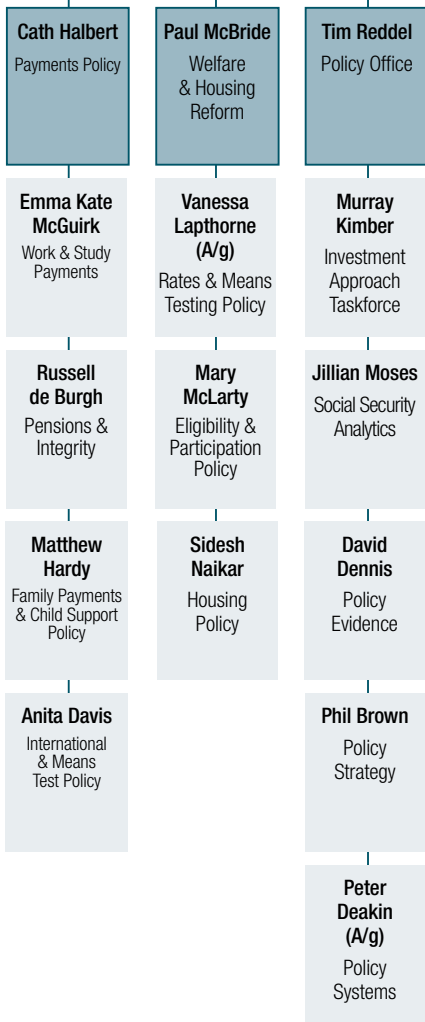 Cath Halbert
Payments Policy
Emma Kate
McGuirk
Work & Study
Payments
Russell
de Burgh
Pensions &
Integrity
Matthew
Hardy
Family Payments
& Child Support
Policy
Anita Davis
International
& Means
Test Policy
Paul McBride
Welfare
& Housing
Reform
Vanessa
Lapthorne
(A/g)
Rates & Means
Testing Policy
Mary
McLarty
Eligibility &
Participation
Policy
Sidesh
Naikar
Housing
Policy
Tim Reddel
Policy Office
Murray
Kimber
Investment
Approach
Taskforce
Jillian Moses
Social Security
Analytics
David
Dennis
Policy
Evidence
Phil Brown
Policy
Strategy
Peter
Deakin
(A/g)
Policy
Systems